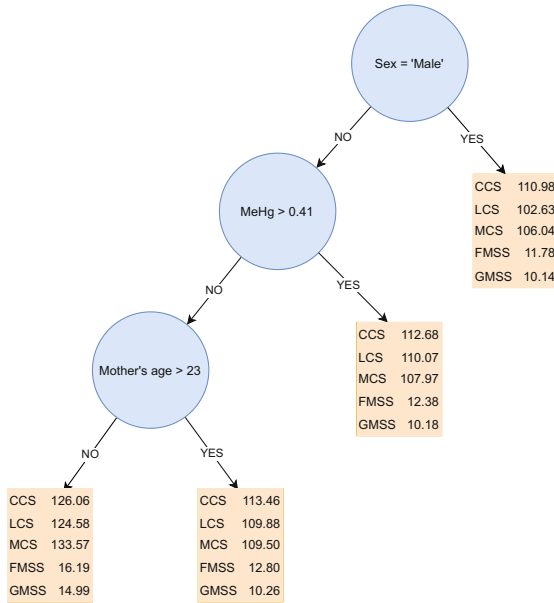 Sex = 'Male'
NO
YES
CCS 110.98
LCS 102.63
MCS 106.04
FMSS 11.78
GMSS 10.14
MeHg > 0.41
NO
YES
CCS 112.68
LCS 110.07
MCS 107.97
FMSS 12.38
GMSS 10.18
Mother's age > 23
NO
YES
CCS 126.06
LCS 124.58
MCS 133.57
FMSS 16.19
GMSS 14.99
CCS 113.46
LCS 109.88
MCS 109.50
FMSS 12.80
GMSS 10.26